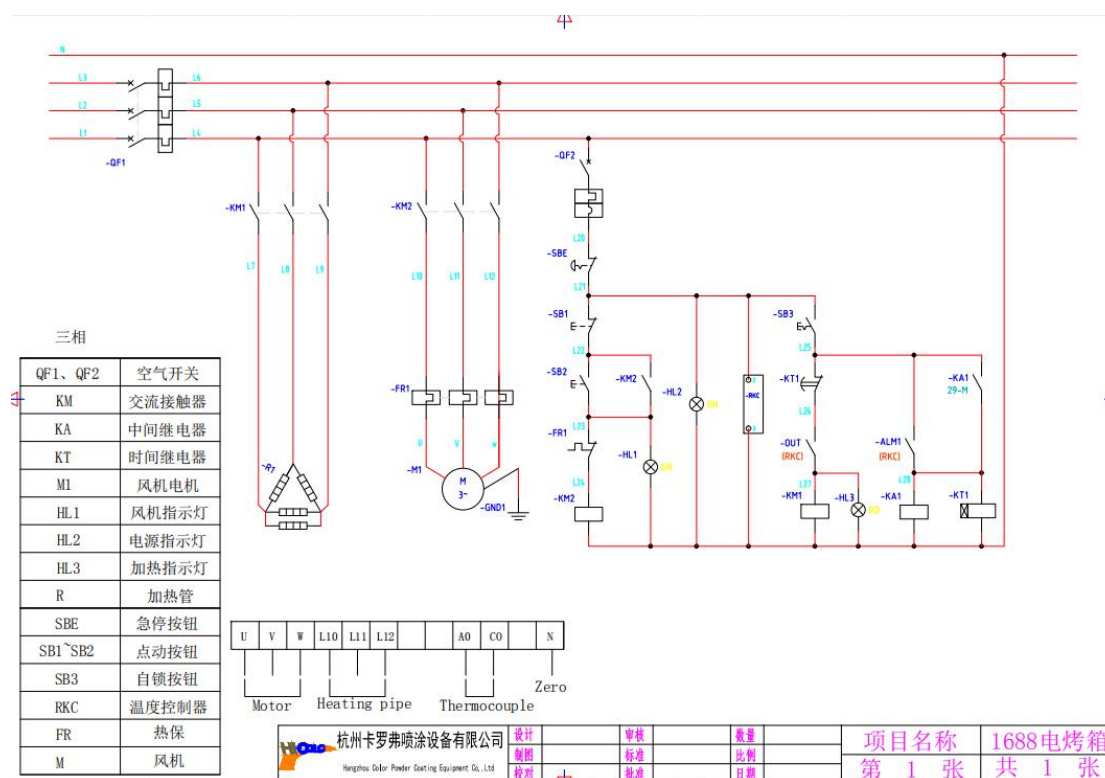 N
L3
L6
L2
L5
L1
L4
-QF1
-QF2
-KM1
-KM2
L20
-SBE
L7
L8
L9
L10
L11
L12
L21
-SB1
-SB3
L22
L25
-SB2
-KM2
-HL2
GN
-RKC
-KT1
-KA1
29-M
-FR1
L26
L23
-FR1
-HL1
GN
-OUT
(RKC)
-ALM1
(RKC)
U
V
W
-RT
-M1
M
3~
-GND1
L24
-KM2
L27
L28
-KM1
-HL3
RD
-KA1
-KT1
三相
QF1、QF2 空气开关
KM 交流接触器
KA 中间继电器
KT 时间继电器
M1 风机电机
HL1 风机指示灯
HL2 电源指示灯
HL3 加热指示灯
R 加热管
SBE 急停按钮
SB1~SB2 点动按钮
SB3 自锁按钮
RKC 温度控制器
FR 热保
M 风机
U V W L10 L11 L12 A0 C0 N
Motor Heating pipe Thermocouple Zero
杭州卡罗弗喷涂设备有限公司
Hangzhou Color Powder Coating Equipment Co.,Ltd
设计 审核 数量
制图 标准 比例
校对 批准 日期
项目名称 1688电烤箱
第 1 张 共 1 张